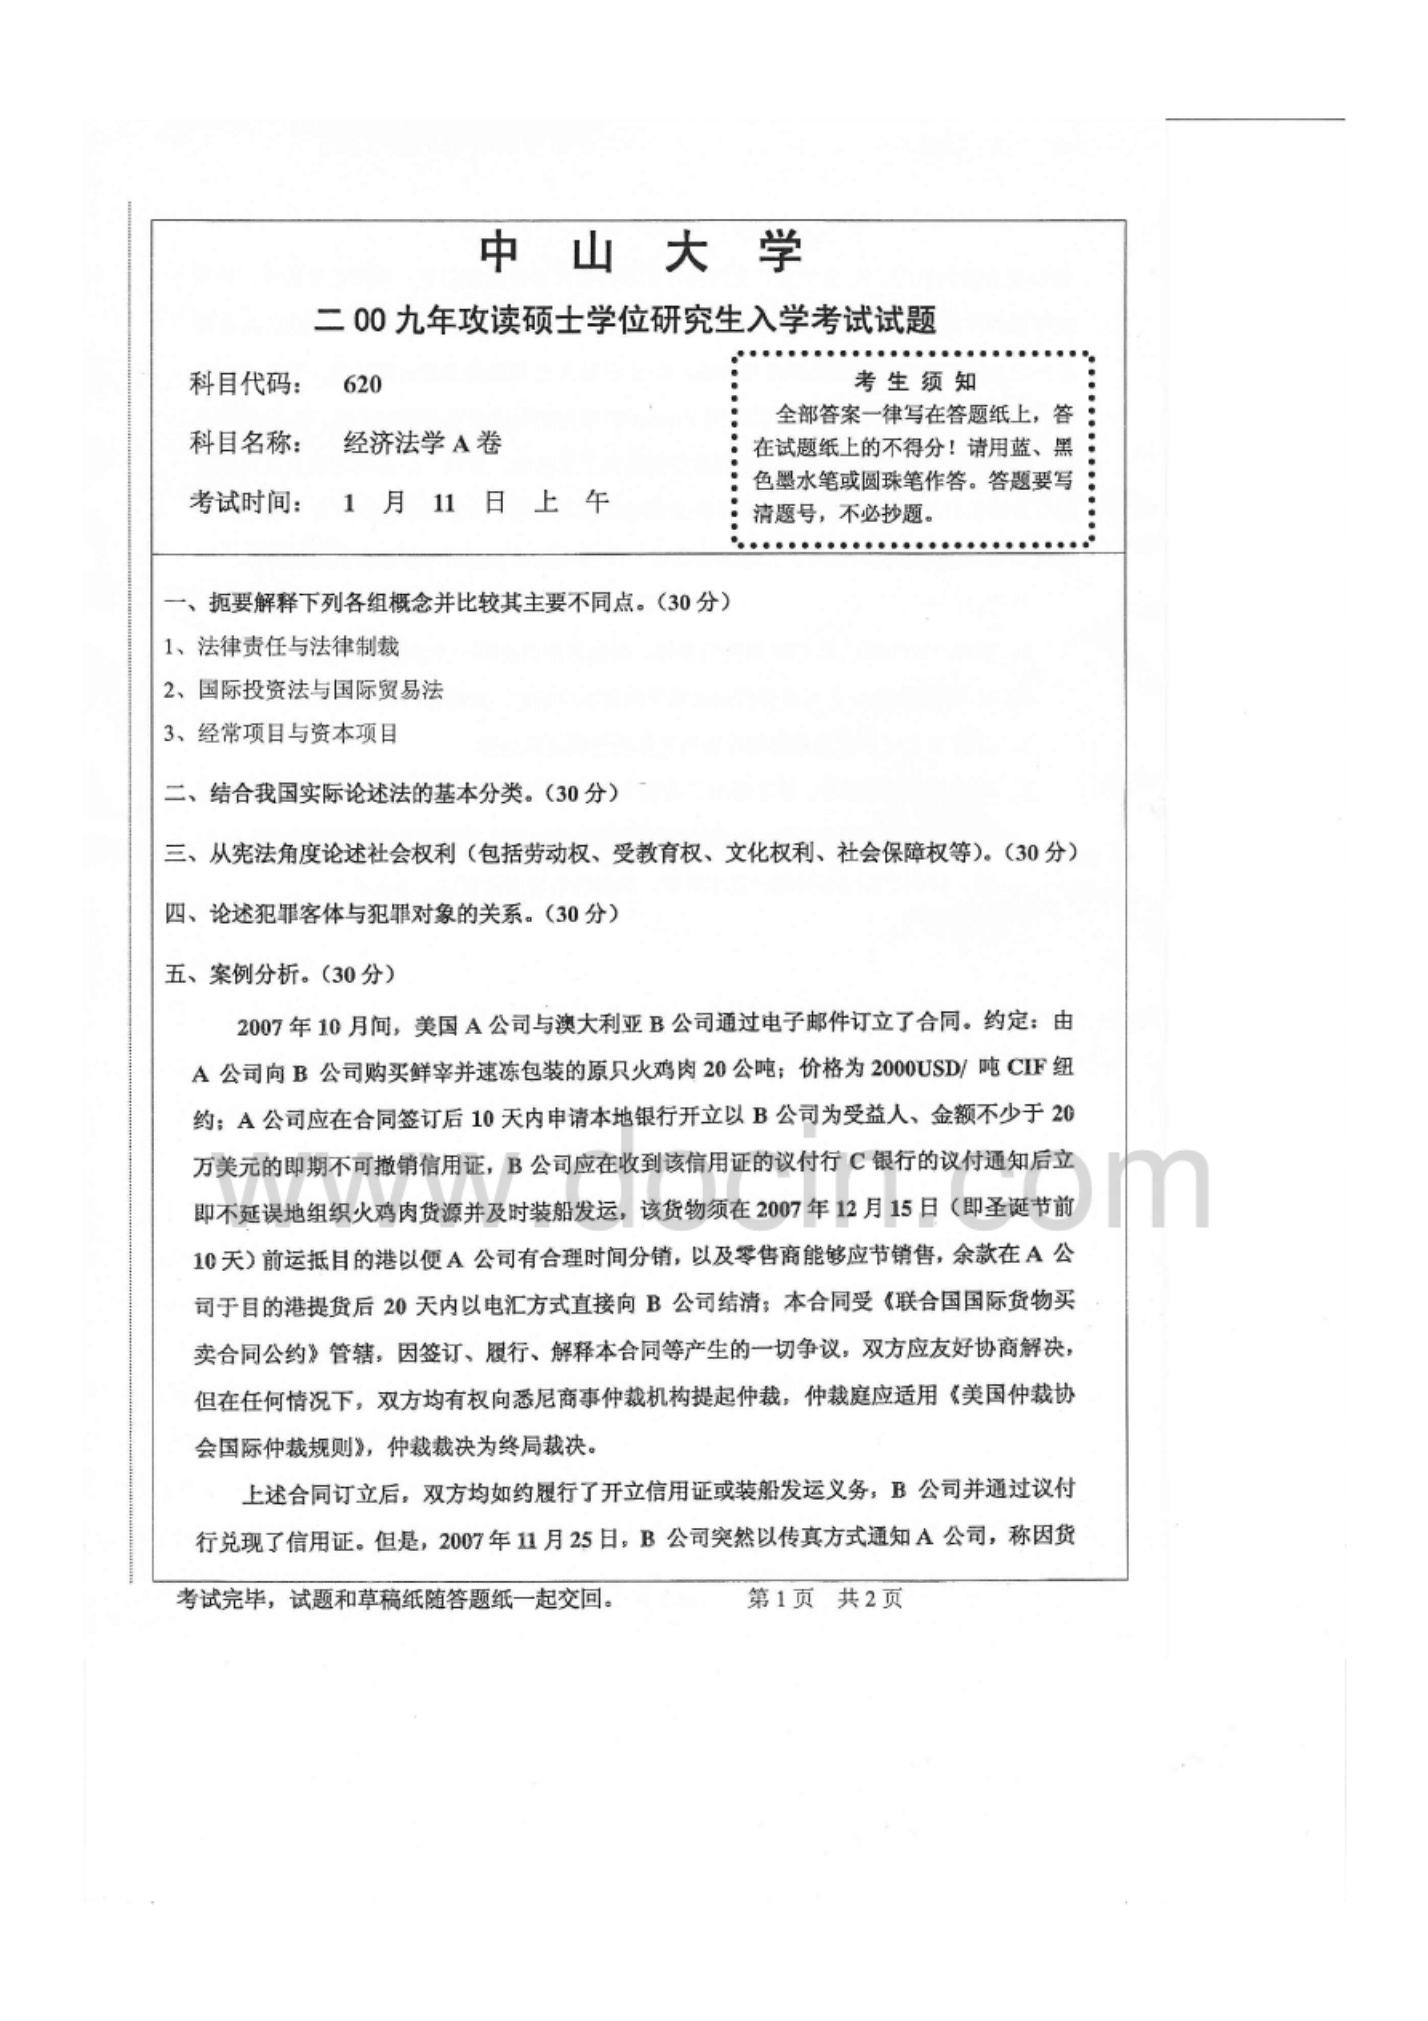 中 山 大 学
二00九年攻读硕士学位研究生入学考试试题
科目代码： 620
科目名称： 经济法学A卷
考试时间： 1 月 11 日 上 午
考 生 须 知
全部答案一律写在答题纸上，答
在试题纸上的不得分！请用蓝、黑
色墨水笔或圆珠笔作答。答题要写
清题号，不必抄题。
一、扼要解释下列各组概念并比较其主要不同点。（30分）
1、法律责任与法律制裁
2、国际投资法与国际贸易法
3、经常项目与资本项目
二、结合我国实际论述法的基本分类。（30分）
三、从宪法角度论述社会权利（包括劳动权、受教育权、文化权利、社会保障权等）。（30分）
四、论述犯罪客体与犯罪对象的关系。（30分）
五、案例分析。（30分）
2007年10月间，美国A公司与澳大利亚B公司通过电子邮件订立了合同。约定：由
A公司向B公司购买鲜宰并速冻包装的原只火鸡肉20公吨；价格为2000USD/ 吨CIF纽
约；A公司应在合同签订后10天内申请本地银行开立以B公司为受益人、金额不少于20
万美元的即期不可撤销信用证，B公司应在收到该信用证的议付行C银行的议付通知后立
即不延误地组织火鸡肉货源并及时装船发运，该货物须在2007年12月15日（即圣诞节前
10天）前运抵目的港以便A公司有合理时间分销，以及零售商能够应节销售，余款在A公
司于目的港提货后20天内以电汇方式直接向B公司结清；本合同受《联合国国际货物买
卖合同公约》管辖，因签订、履行、解释本合同等产生的一切争议，双方应友好协商解决，
但在任何情况下，双方均有权向悉尼商事仲裁机构提起仲裁，仲裁庭应适用《美国仲裁协
会国际仲裁规则》，仲裁裁决为终局裁决。
上述合同订立后，双方均如约履行了开立信用证或装船发运义务，B公司并通过议付
行兑现了信用证。但是，2007年11月25日，B公司突然以传真方式通知A公司，称因货
www.docin.com
考试完毕，试题和草稿纸随答题纸一起交回。 第1页 共2页